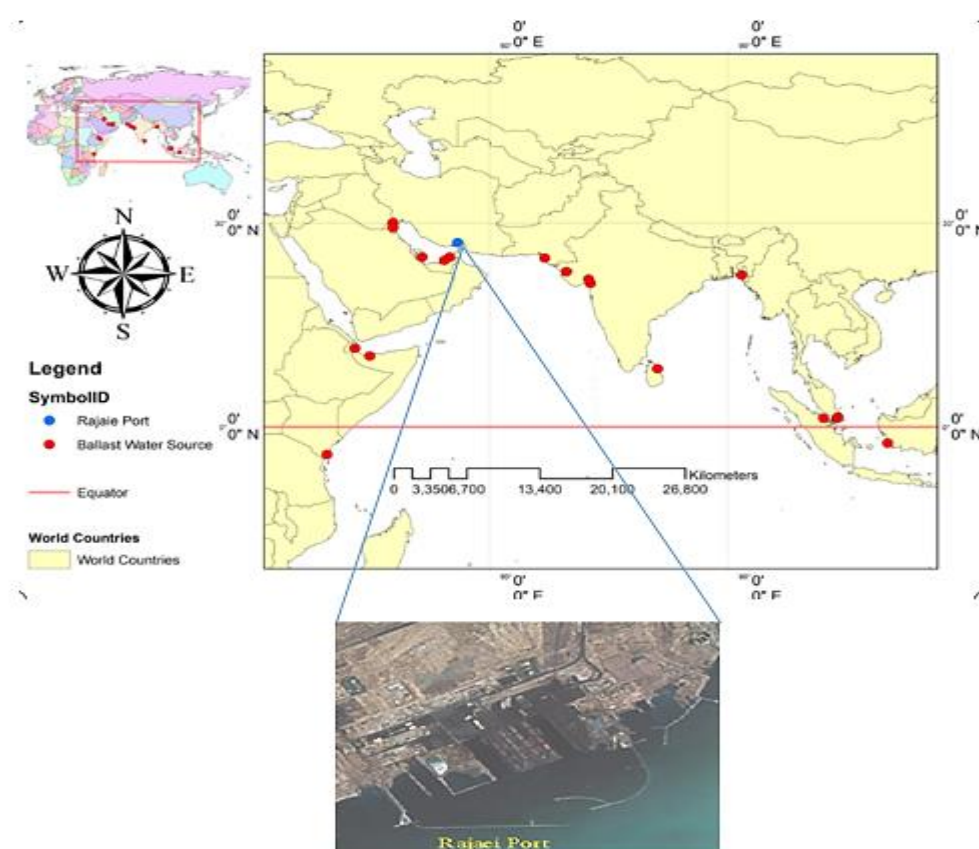 0'
0" E
0'
0" E
N
W E
S
0'
0" N
0'
0" N
Legend
SymbolID
Rajaie Port
Ballast Water Source
Equator
World Countries
World Countries
0'
0" N
0'
0" N
Kilometers
0 3,350 6,700 13,400 20,100 26,800
0'
0" E
0'
0" E
Rajaei Port